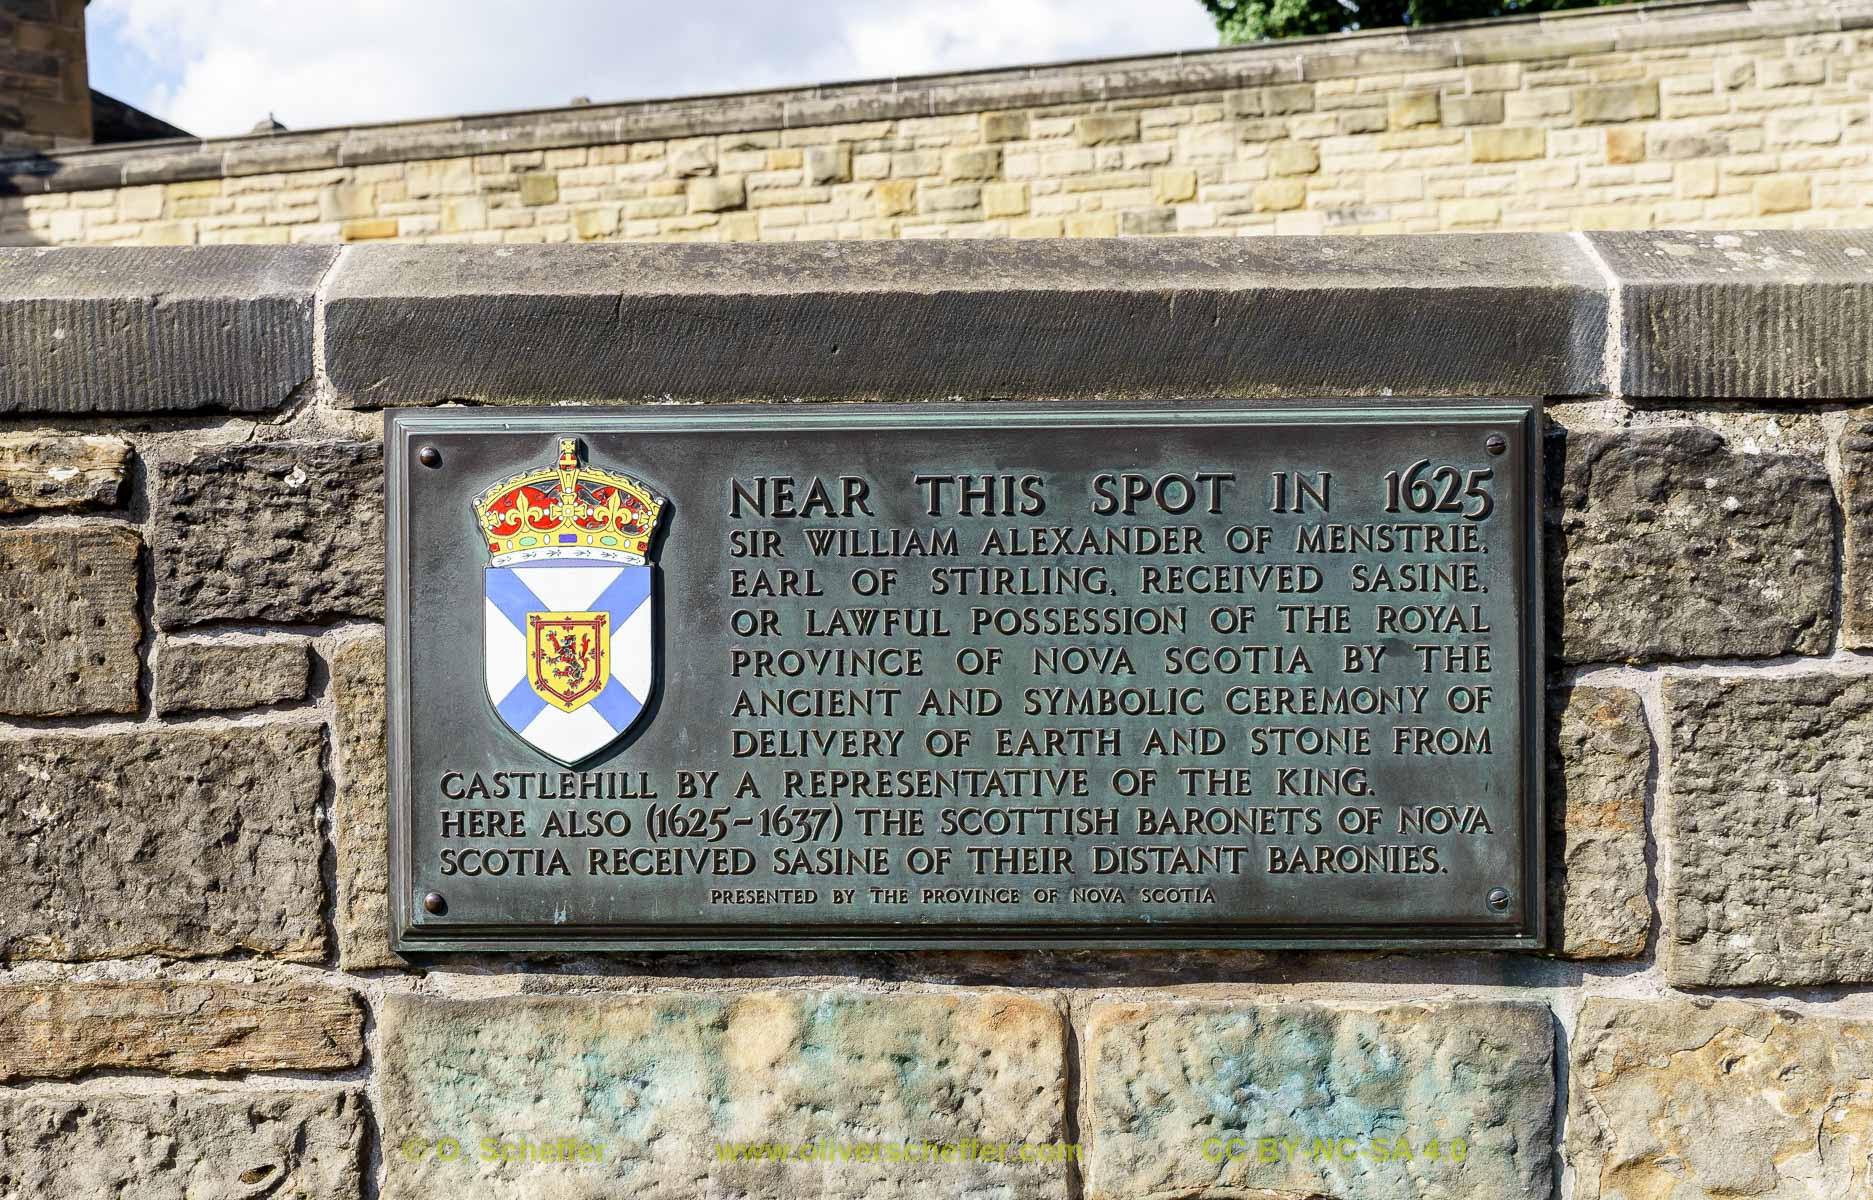 NEAR THIS SPOT IN 1625
SIR WILLIAM ALEXANDER OF MENSTRIE,
EARL OF STIRLING, RECEIVED SASINE,
OR LAWFUL POSSESSION OF THE ROYAL
PROVINCE OF NOVA SCOTIA BY THE
ANCIENT AND SYMBOLIC CEREMONY OF
DELIVERY OF EARTH AND STONE FROM
CASTLEHILL BY A REPRESENTATIVE OF THE KING.
HERE ALSO (1625-1637) THE SCOTTISH BARONETS OF NOVA
SCOTIA RECEIVED SASINE OF THEIR DISTANT BARONIES.
PRESENTED BY THE PROVINCE OF NOVA SCOTIA
© O. Scheffer www.oliverscheffer.com CC BY-NC-SA 4.0